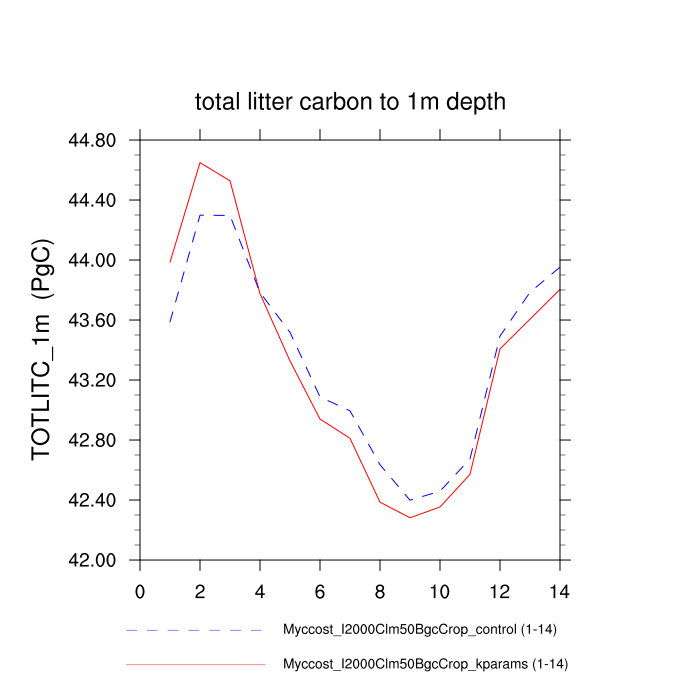 total litter carbon to 1m depth
44.80
44.40
44.00
43.60
43.20
42.80
42.40
42.00
TOTLITC_1m (PgC)
0 2 4 6 8 10 12 14
Myccost_I2000Clm50BgcCrop_control (1-14)
Myccost_I2000Clm50BgcCrop_kparams (1-14)